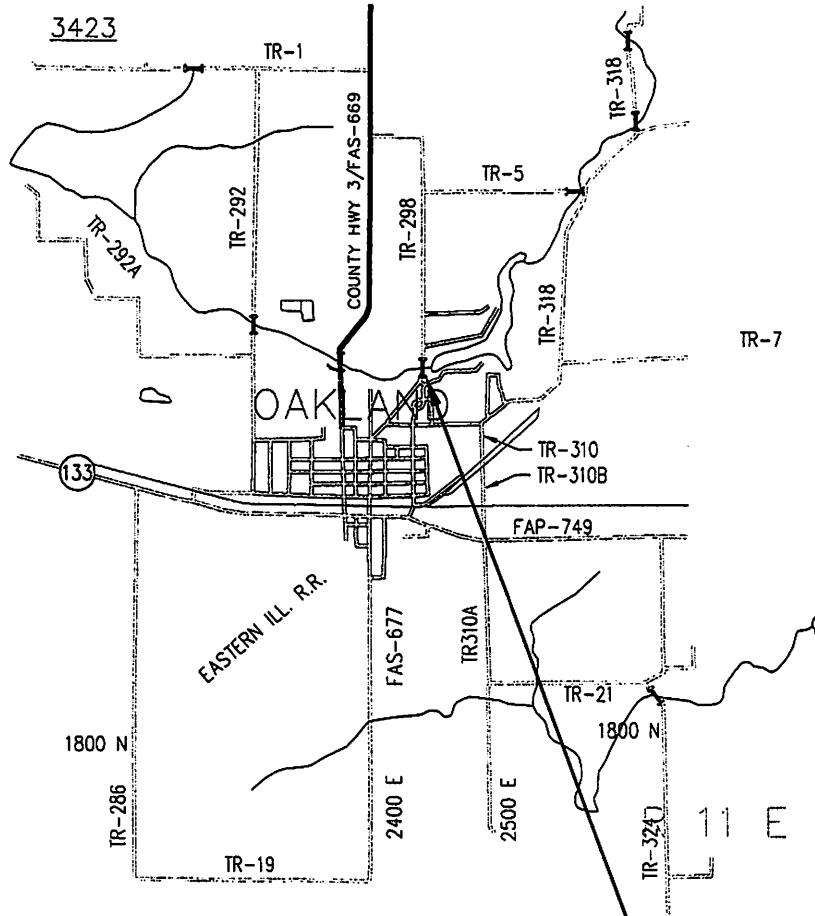 3423
TR-1
TR-318
COUNTY HWY 3/FAS-669
TR-292
TR-298
TR-5
TR-292A
TR-318
TR-7
OAKLAND
TR-310
TR-310B
133
FAP-749
EASTERN ILL. R.R.
FAS-677
TR310A
TR-21
1800 N
1800 N
TR-286
2400 E
2500 E
TR-324
11 E
TR-19